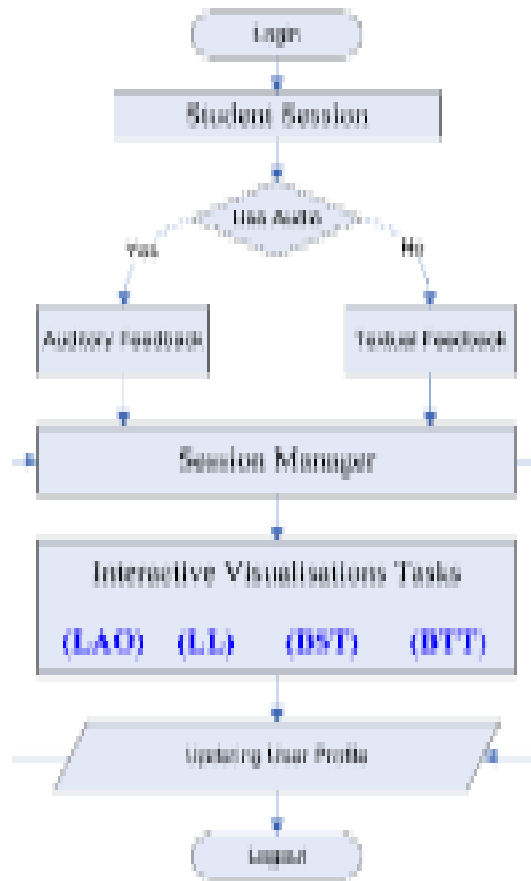 Login
Student Session
Has Audio
Yes
No
Auditory Feedback
Textual Feedback
Session Manager
Interactive Visualisations Tasks
(LAO) (LL) (BST) (BTT)
Updating User Profile
Logout